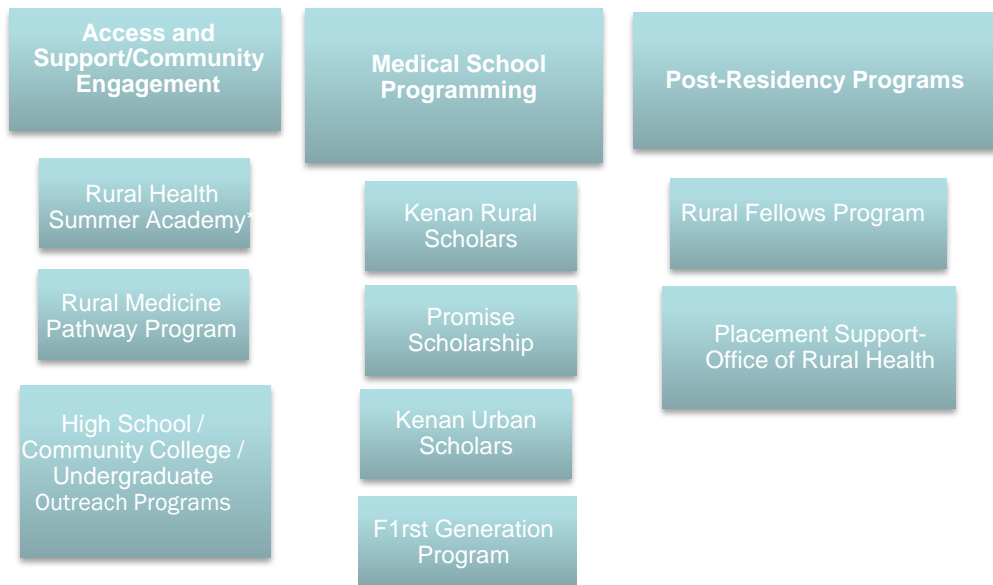 Access and
Support/Community
Engagement
Rural Health
Summer Academy*
Rural Medicine
Pathway Program
High School /
Community College /
Undergraduate
Outreach Programs
Medical School
Programming
Kenan Rural
Scholars
Promise
Scholarship
Kenan Urban
Scholars
F1rst Generation
Program
Post-Residency Programs
Rural Fellows Program
Placement Support-
Office of Rural Health